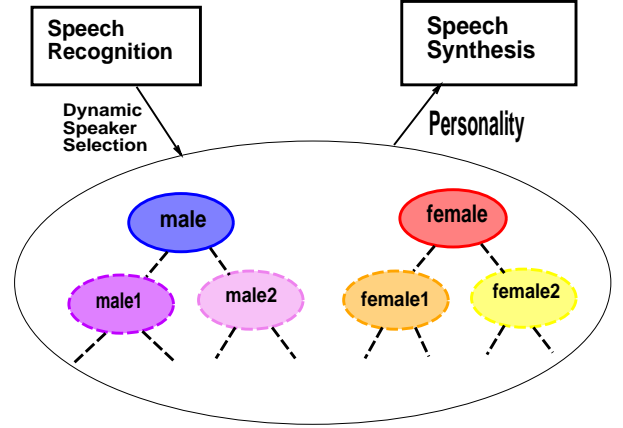 Speech
Recognition
Speech
Synthesis
Dynamic
Speaker
Selection
Personality
male
female
male1
male2
female1
female2